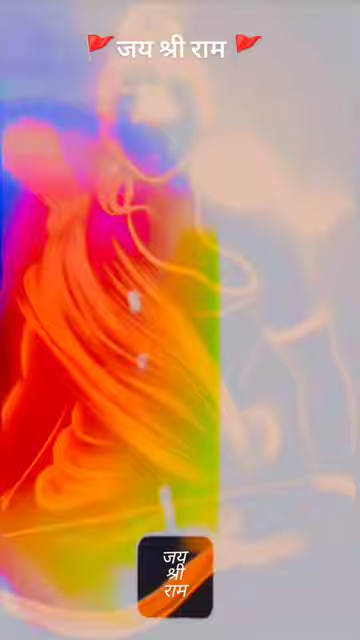 🚩जय श्री राम 🚩
जय
श्री
राम